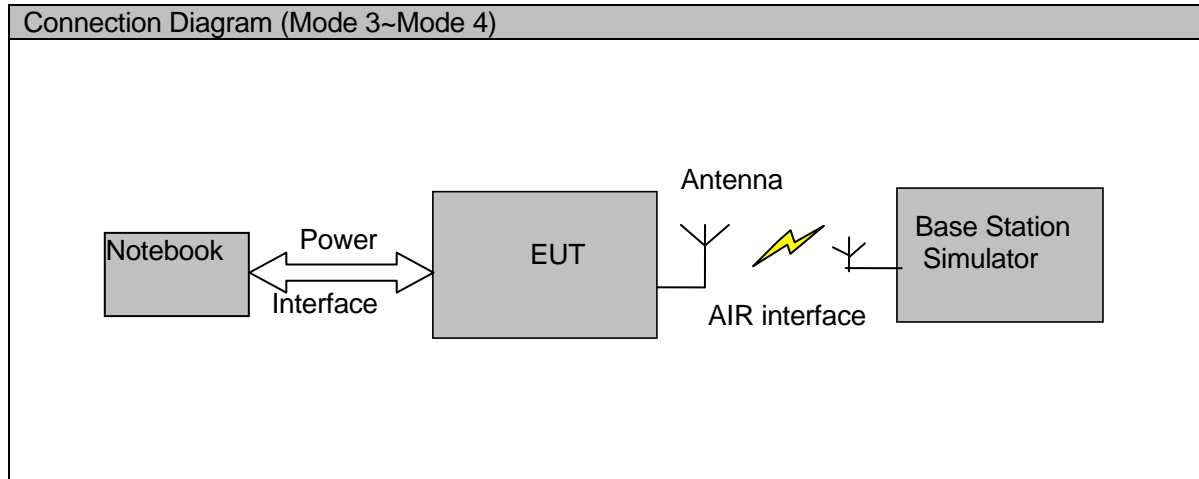 Connection Diagram (Mode 3~Mode 4)
Notebook
Power
Interface
EUT
Antenna
AIR interface
Base Station
Simulator